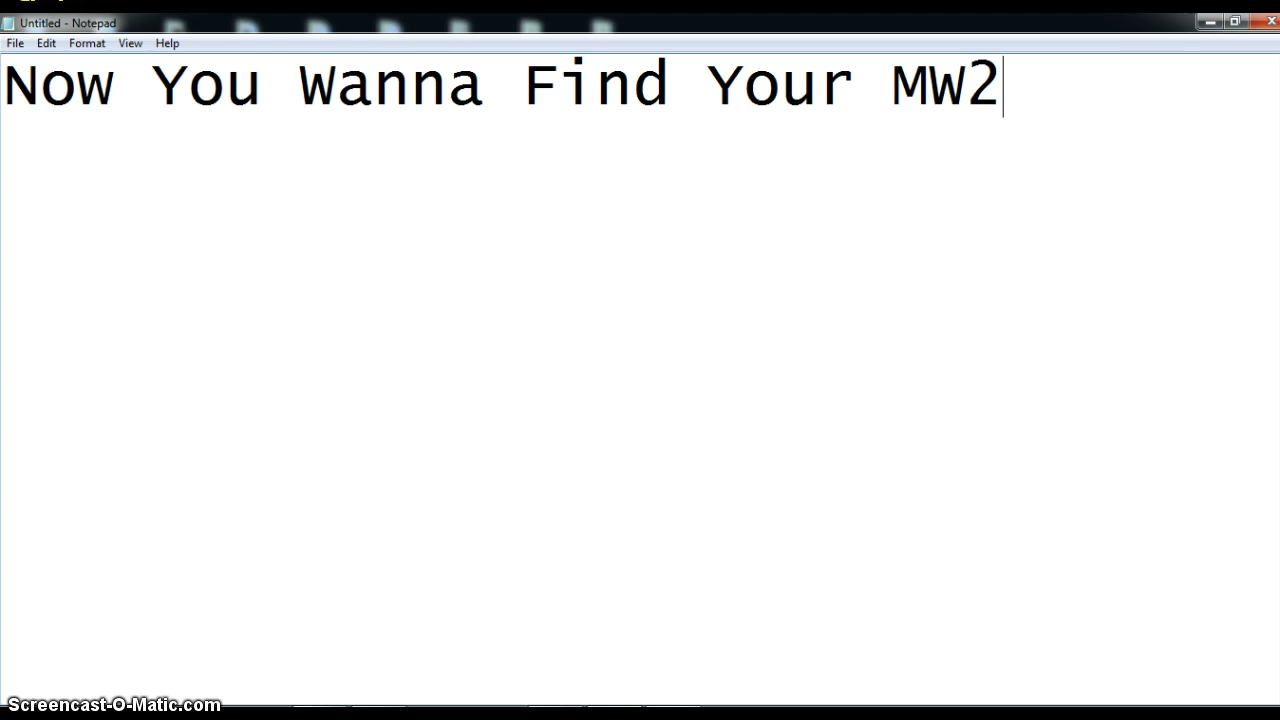 Untitled - Notepad
File Edit Format View Help
Now You Wanna Find Your MW2
Screencast-O-Matic.com